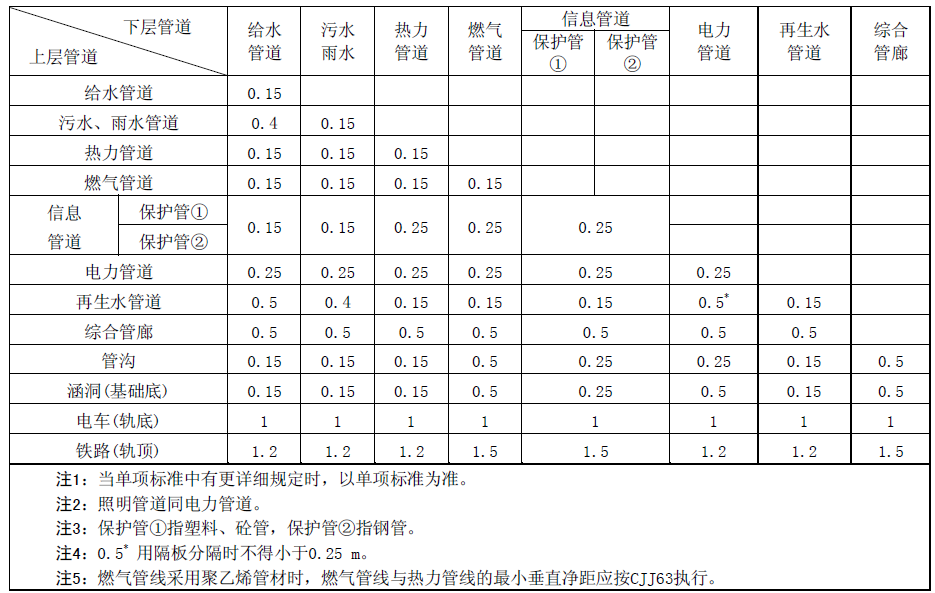 下层管道
上层管道
给水管道 污水雨水 热力管道 燃气管道 信息管道 保护管① 保护管② 电力管道 再生水管道 综合管廊
给水管道 0.15
污水、雨水管道 0.4 0.15
热力管道 0.15 0.15 0.15
燃气管道 0.15 0.15 0.15 0.15
信息管道 保护管① 保护管② 0.15 0.15 0.25 0.25 0.25
电力管道 0.25 0.25 0.25 0.25 0.25 0.25
再生水管道 0.5 0.4 0.15 0.15 0.15 0.5* 0.15
综合管廊 0.5 0.5 0.5 0.5 0.5 0.5 0.5
管沟 0.15 0.15 0.15 0.5 0.25 0.25 0.15 0.5
涵洞(基础底) 0.15 0.15 0.15 0.5 0.25 0.5 0.15 0.5
电车(轨底) 1 1 1 1 1 1 1 1
铁路(轨顶) 1.2 1.2 1.2 1.5 1.5 1.2 1.2 1.5
注1：当单项标准中有更详细规定时，以单项标准为准。
注2：照明管道同电力管道。
注3：保护管①指塑料、砼管，保护管②指钢管。
注4：0.5* 用隔板分隔时不得小于0.25 m。
注5：燃气管线采用聚乙烯管材时，燃气管线与热力管线的最小垂直净距应按CJJ63执行。